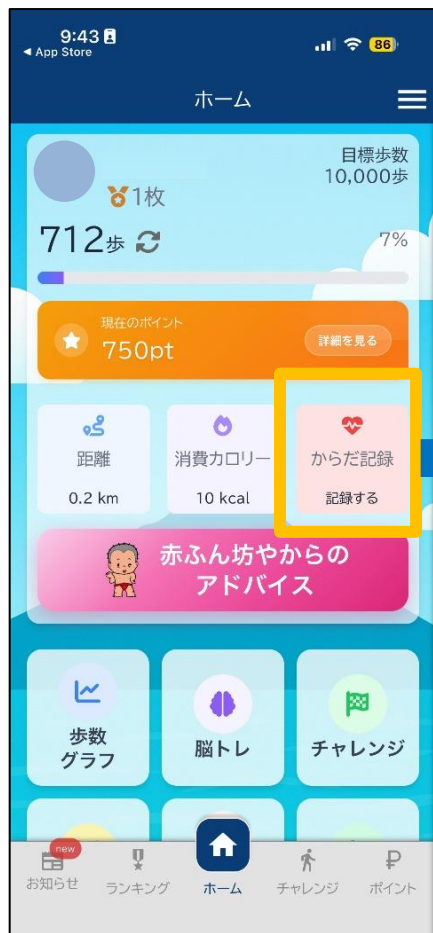 9:43
86
◀ App Store
ホーム
目標歩数
10,000歩
1枚
712歩
7%
現在のポイント
750pt
詳細を見る
距離
0.2 km
消費カロリー
10 kcal
からだ記録
記録する
赤ふん坊やからの
アドバイス
歩数
グラフ
脳トレ
チャレンジ
new
お知らせ
ランキング
ホーム
チャレンジ
ポイント